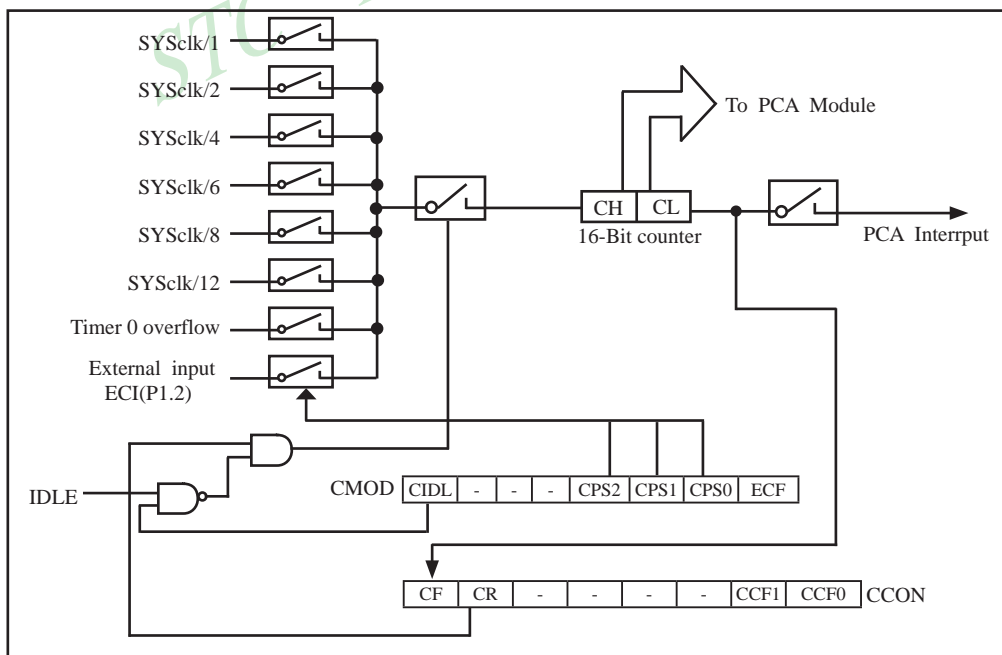 SYSclk/1
SYSclk/2
SYSclk/4
SYSclk/6
SYSclk/8
SYSclk/12
Timer 0 overflow
External input
ECI(P1.2)
To PCA Module
CH CL
16-Bit counter
PCA Interrput
IDLE
CMOD CIDL - - - CPS2 CPS1 CPS0 ECF
CF CR - - - - CCF1 CCF0 CCON